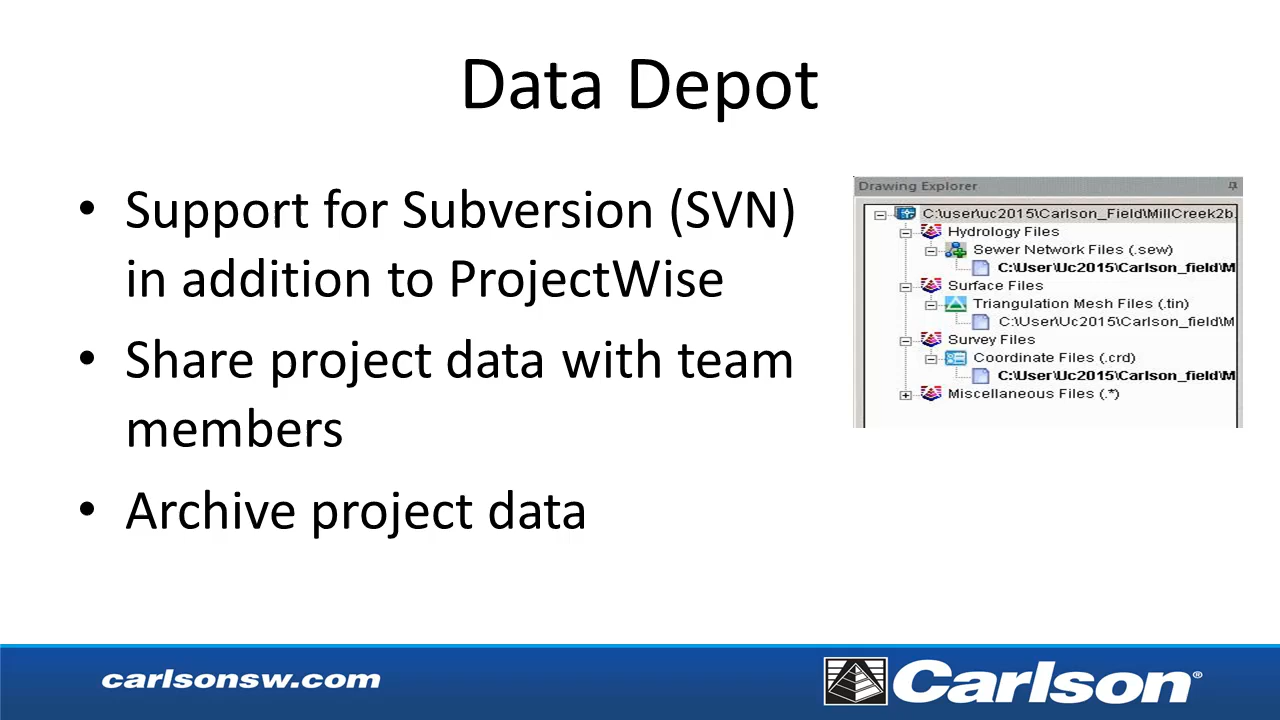 Data Depot
• Support for Subversion (SVN)
in addition to ProjectWise
• Share project data with team
members
• Archive project data
Drawing Explorer
C:\user\uc2015\Carlson_Field\MillCreek2b.
Hydrology Files
Sewer Network Files (.sew)
C:\User\Uc2015\Carlson_field\M
Surface Files
Triangulation Mesh Files (.tin)
C:\User\Uc2015\Carlson_field\M
Survey Files
Coordinate Files (.crd)
C:\User\Uc2015\Carlson_field\M
Miscellaneous Files (.*)
carlsonsw.com
Carlson®